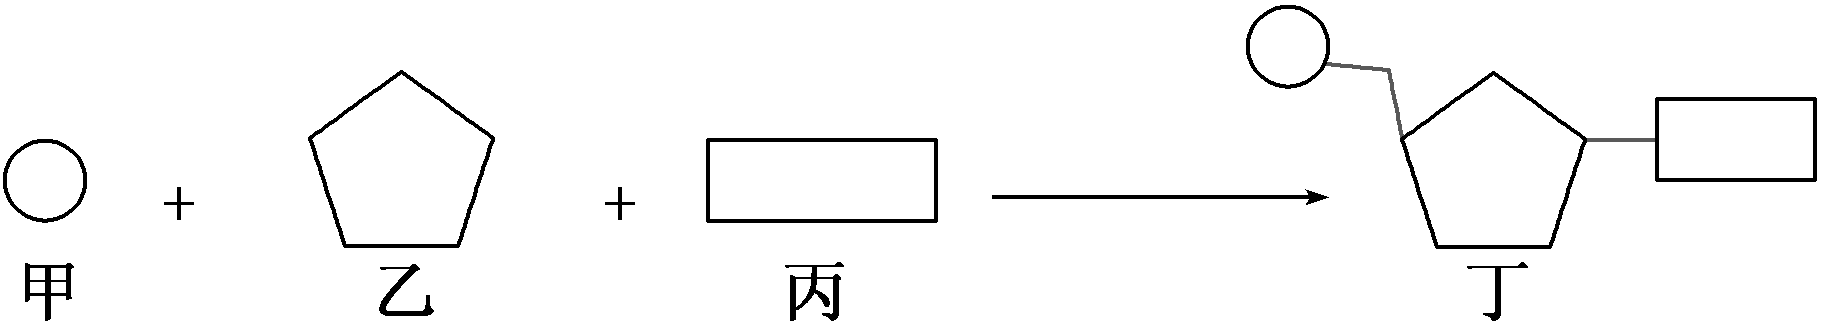 甲 + 乙 + 丙 丁